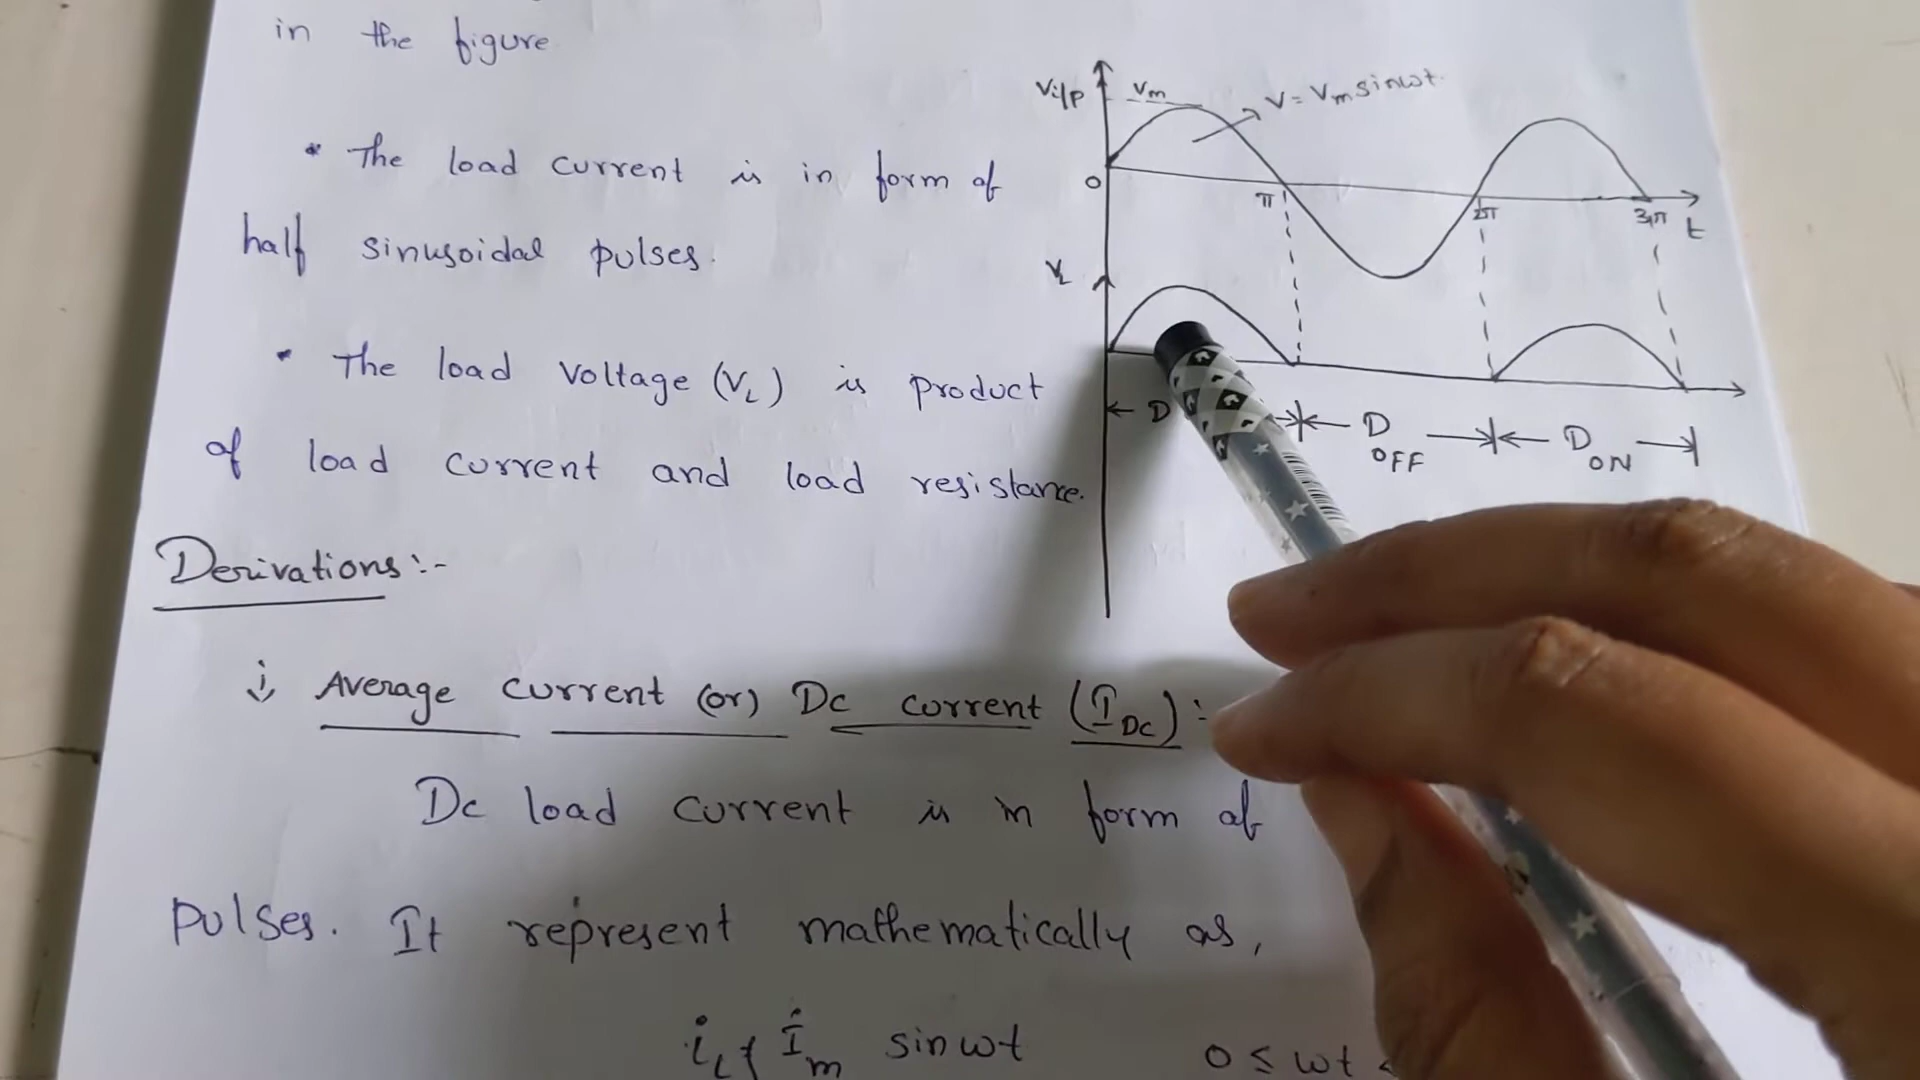 in the figure
• The load current is in form of
half sinusoidal pulses.
• The load voltage (VL) is product
of load current and load resistance.
Vi/p
Vm
V = Vm sinωt
0
π
2π
3π
t
VL
D
D OFF
D ON
Derivations :-
i, Average current (or) Dc current (IDC) :
Dc load current is in form of
pulses. It represent mathematically as,
iL { Im sin ωt 0 ≤ ωt